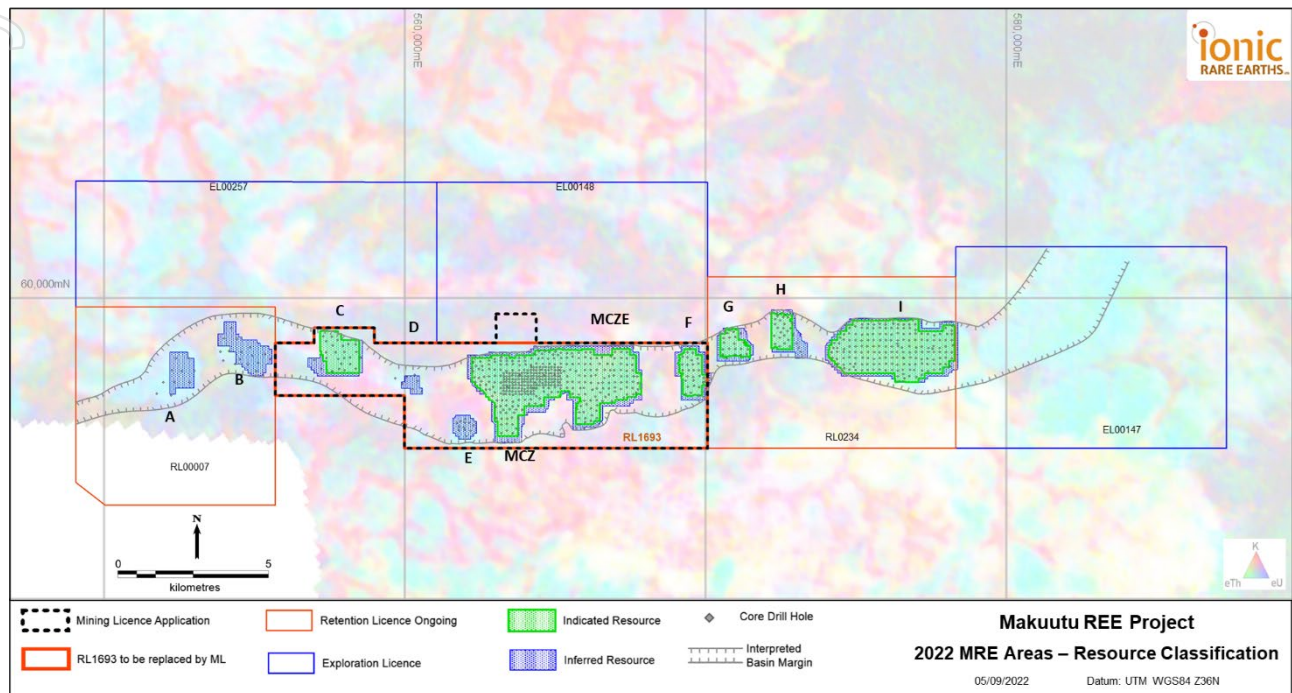 ionic
RARE EARTHS
560,000mE
580,000mE
EL00257
EL00148
60,000mN
C
D
MCZE
F
G
H
I
B
A
E
MCZ
RL1693
RL0234
EL00147
RL00007
N
0 5
kilometres
K
eTh eU
Mining Licence Application
Retention Licence Ongoing
Indicated Resource
Core Drill Hole
RL1693 to be replaced by ML
Exploration Licence
Inferred Resource
Interpreted
Basin Margin
Makuutu REE Project
2022 MRE Areas – Resource Classification
05/09/2022 Datum: UTM WGS84 Z36N